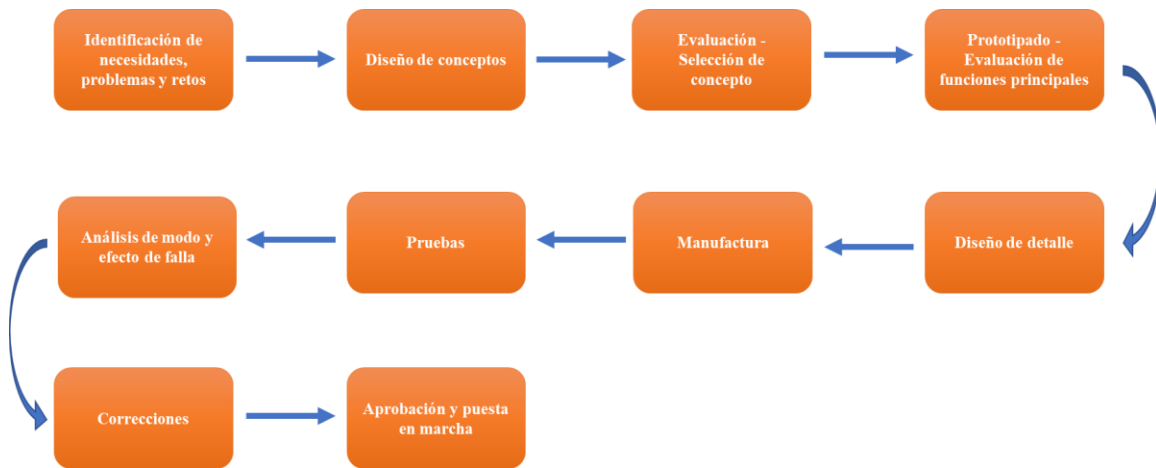 Identificación de
necesidades,
problemas y retos
Diseño de conceptos
Evaluación -
Selección de
concepto
Prototipado -
Evaluación de
funciones principales
Diseño de detalle
Manufactura
Pruebas
Análisis de modo y
efecto de falla
Correcciones
Aprobación y puesta
en marcha